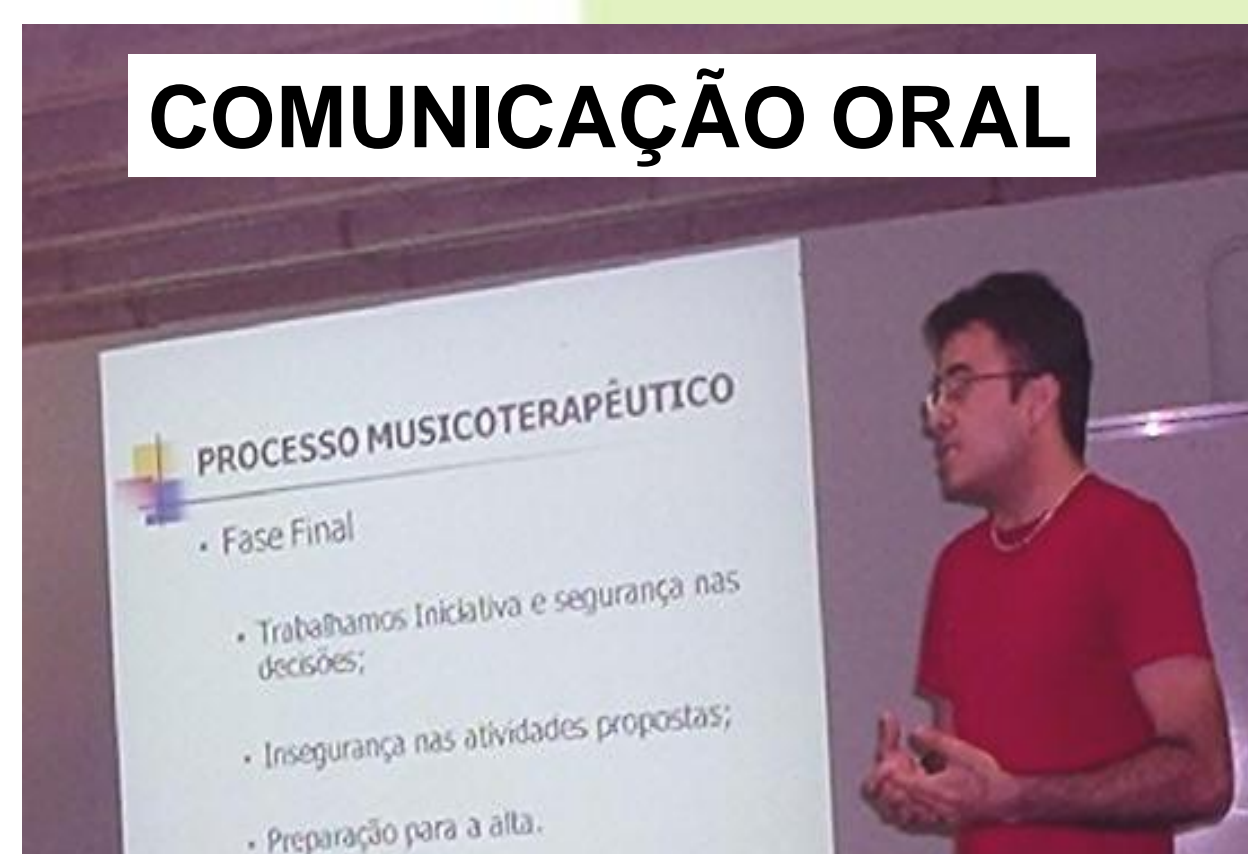 COMUNICAÇÃO ORAL
PROCESSO MUSICOTERAPÊUTICO
• Fase Final
• Trabalhamos Iniciativa e segurança nas
decisões;
• Insegurança nas atividades propostas;
• Preparação para a alta.